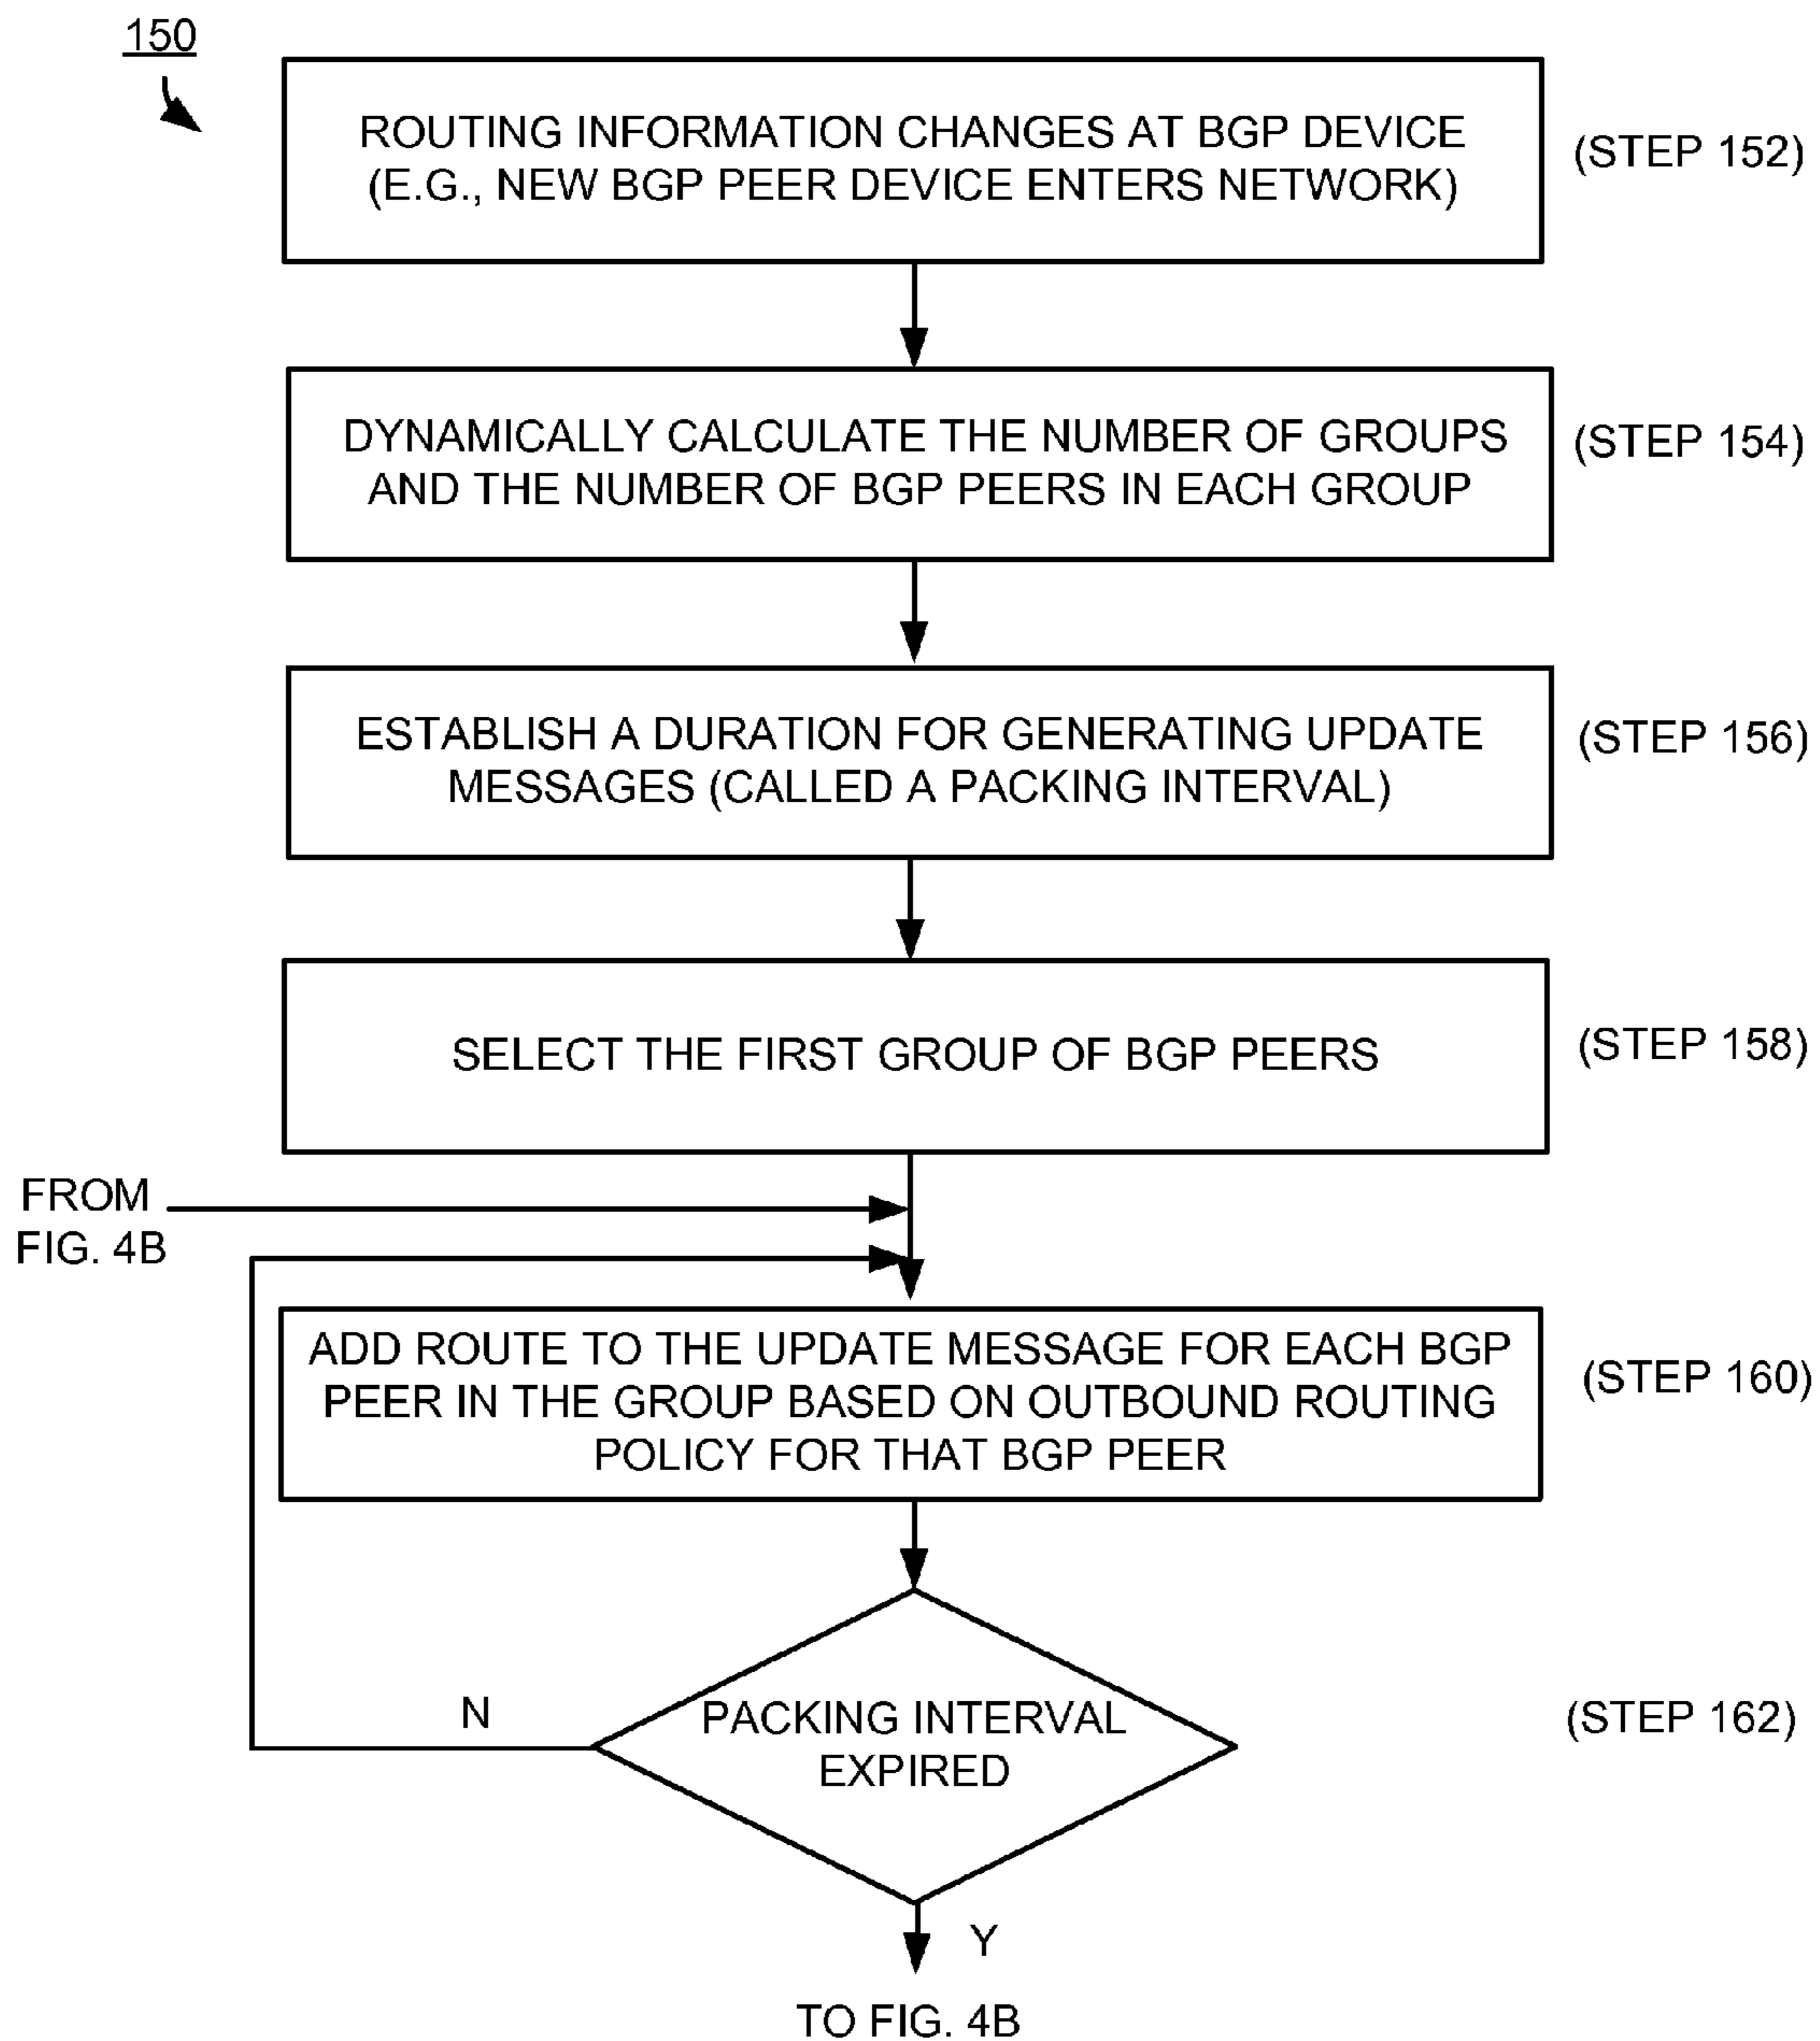 150
ROUTING INFORMATION CHANGES AT BGP DEVICE
(E.G., NEW BGP PEER DEVICE ENTERS NETWORK)
(STEP 152)
DYNAMICALLY CALCULATE THE NUMBER OF GROUPS
AND THE NUMBER OF BGP PEERS IN EACH GROUP
(STEP 154)
ESTABLISH A DURATION FOR GENERATING UPDATE
MESSAGES (CALLED A PACKING INTERVAL)
(STEP 156)
SELECT THE FIRST GROUP OF BGP PEERS
(STEP 158)
FROM
FIG. 4B
ADD ROUTE TO THE UPDATE MESSAGE FOR EACH BGP
PEER IN THE GROUP BASED ON OUTBOUND ROUTING
POLICY FOR THAT BGP PEER
(STEP 160)
N
PACKING INTERVAL
EXPIRED
(STEP 162)
Y
TO FIG. 4B